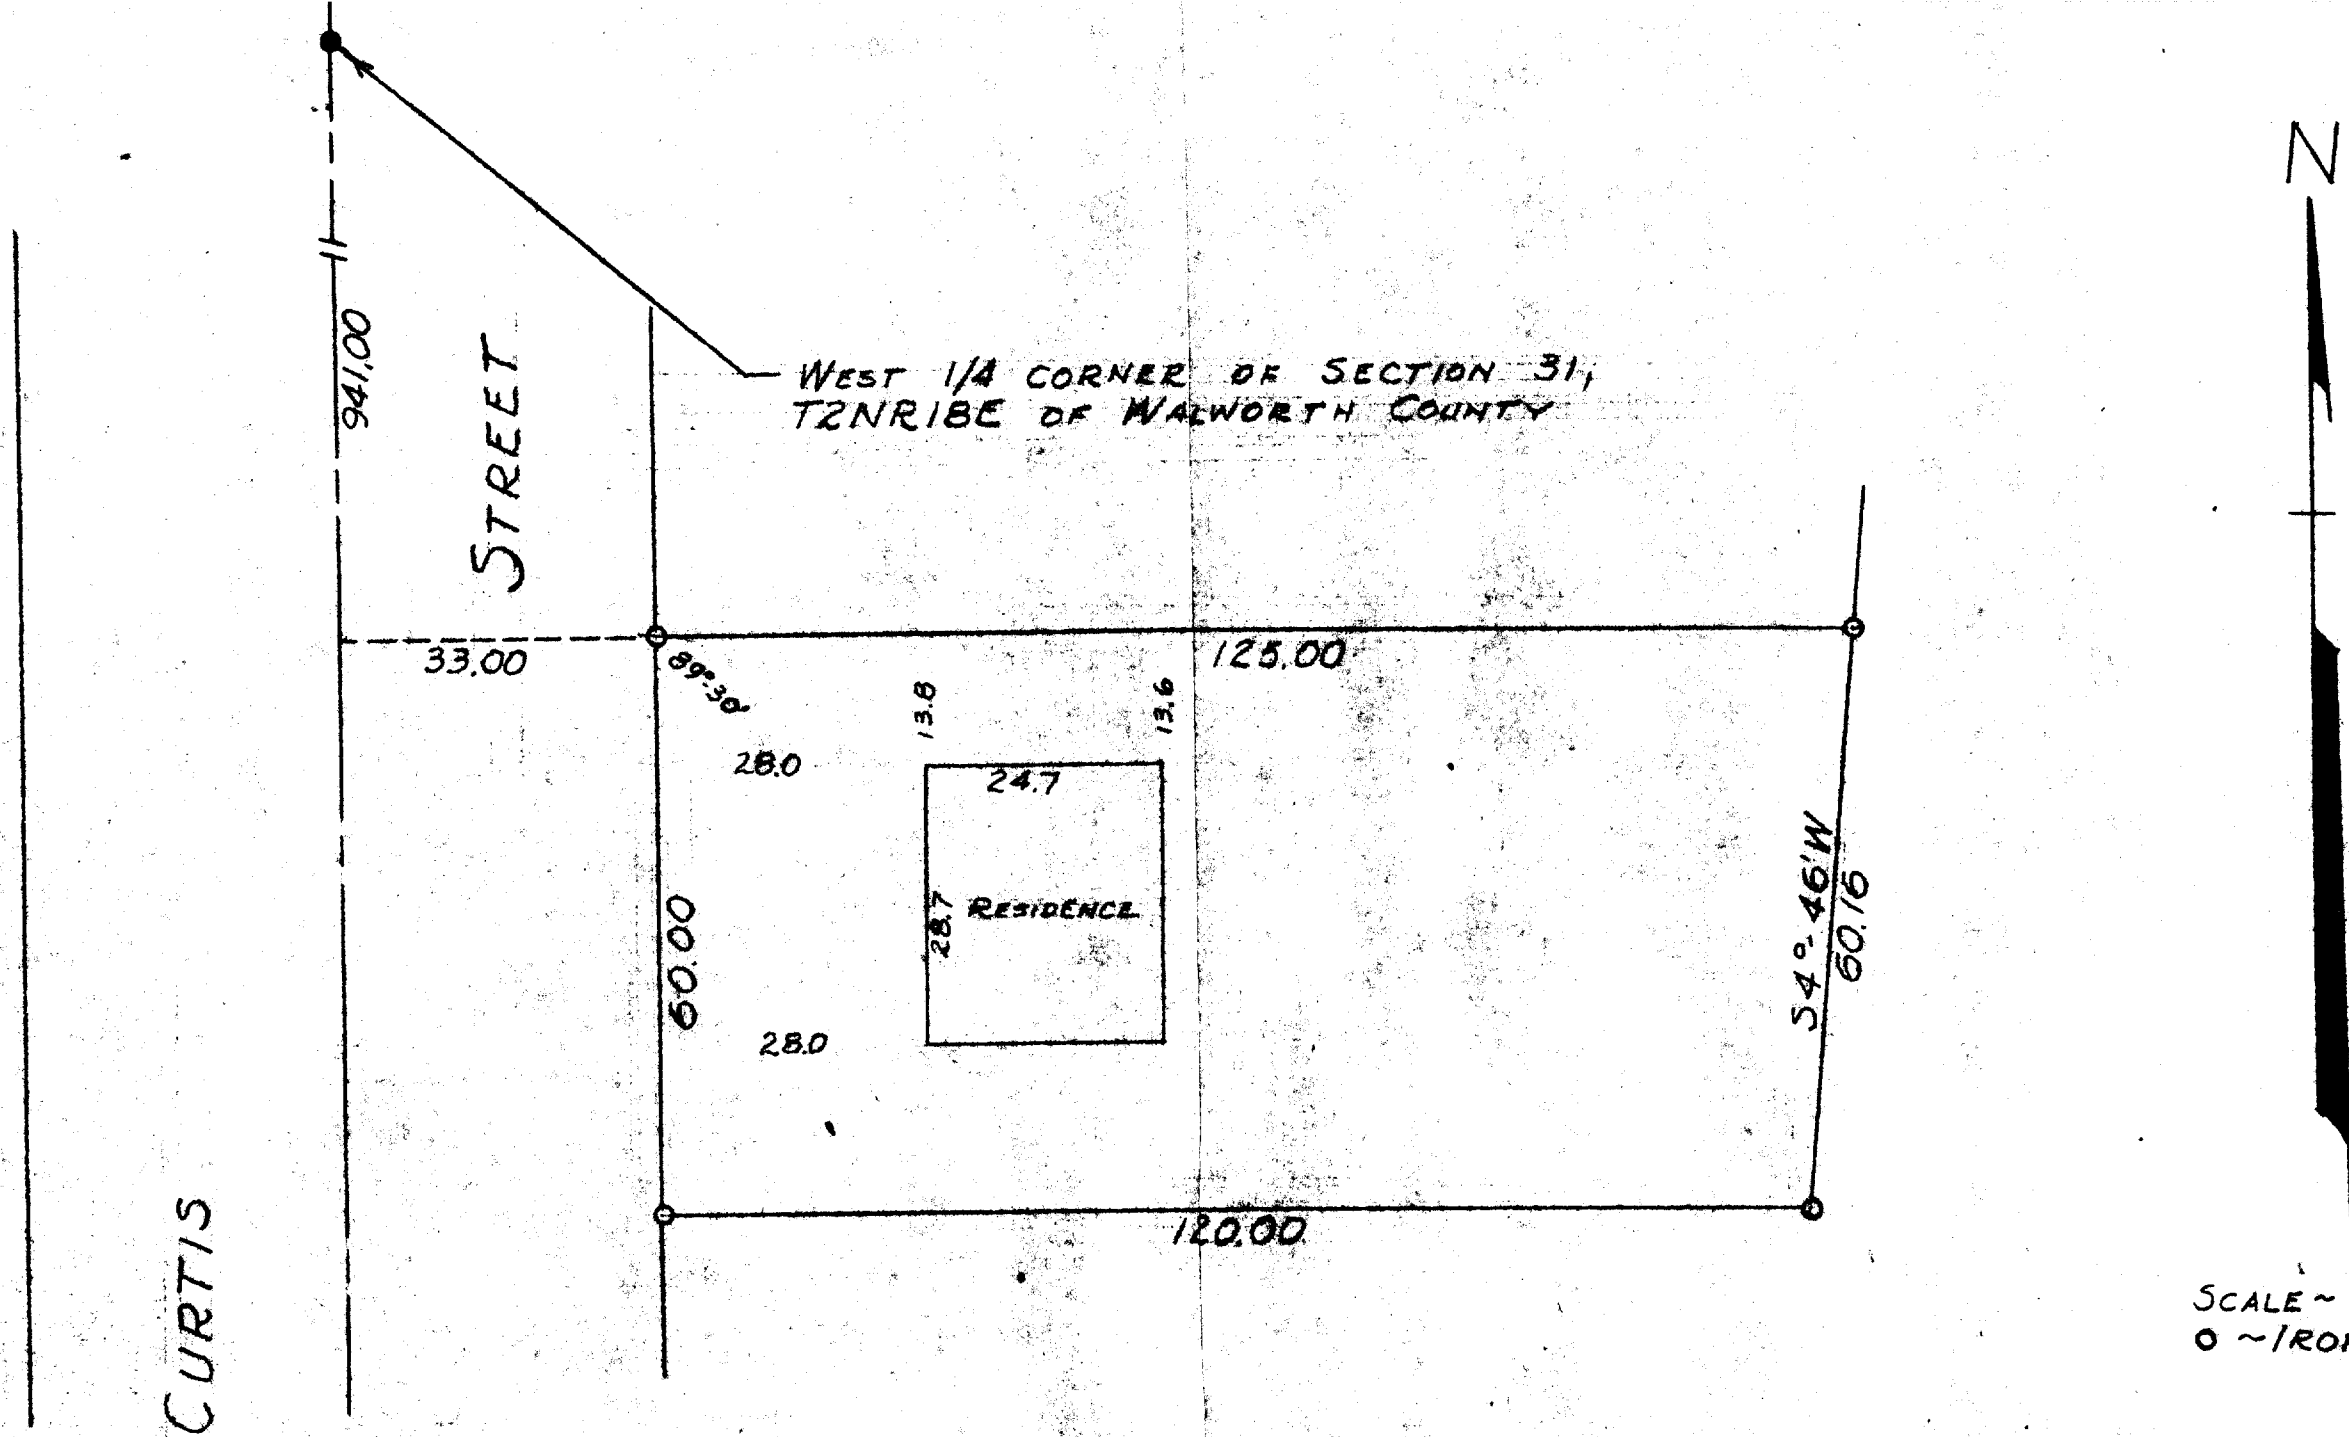 N
941.00
STREET
WEST 1/4 CORNER OF SECTION 31,
T2NR18E OF WALWORTH COUNTY
33.00
125.00
89°-30'
13.8
13.6
28.0
24.7
RESIDENCE
28.7
60.00
S4°-46'W
60.16
28.0
120.00
CURTIS
SCALE ~
O ~ IRON